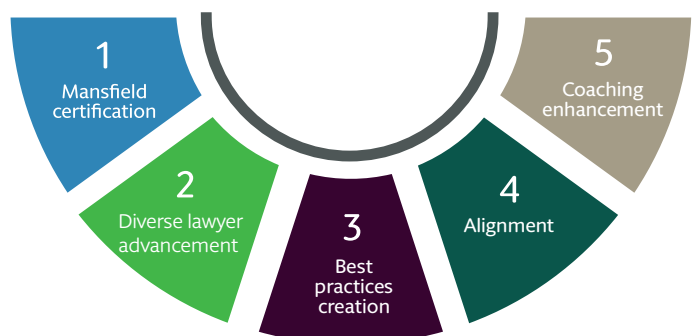 1
Mansfield
certification
2
Diverse lawyer
advancement
3
Best
practices
creation
4
Alignment
5
Coaching
enhancement